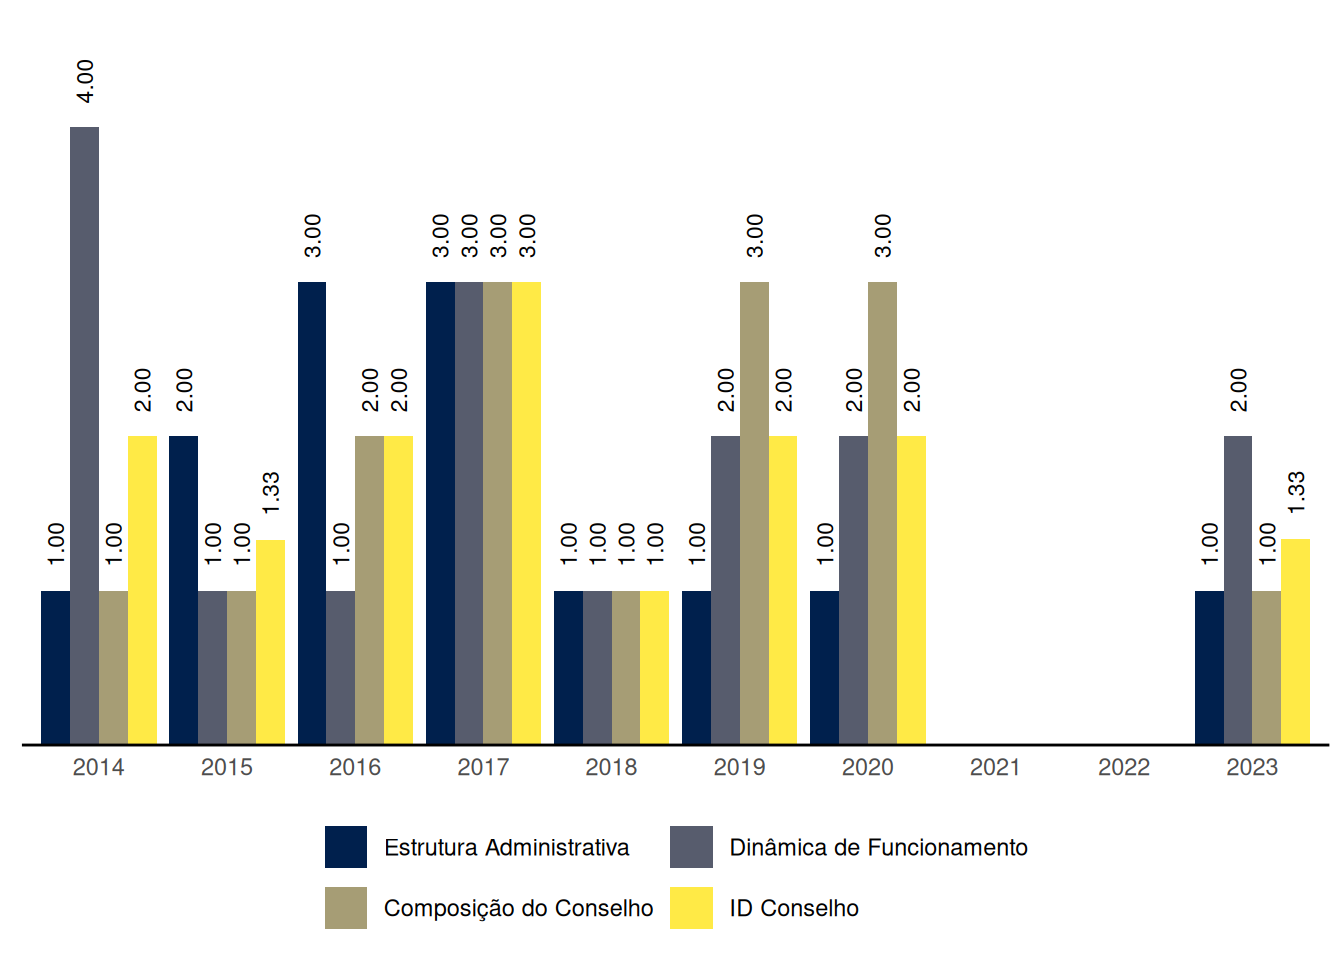 4.00
3.00 3.00 3.00 3.00 3.00 3.00 3.00
2.00 2.00 2.00 2.00 2.00 2.00 2.00 2.00 2.00
1.33 1.33
1.00 1.00 1.00 1.00 1.00 1.00 1.00 1.00 1.00 1.00 1.00 1.00 1.00
2014 2015 2016 2017 2018 2019 2020 2021 2022 2023
Estrutura Administrativa Dinâmica de Funcionamento
Composição do Conselho ID Conselho